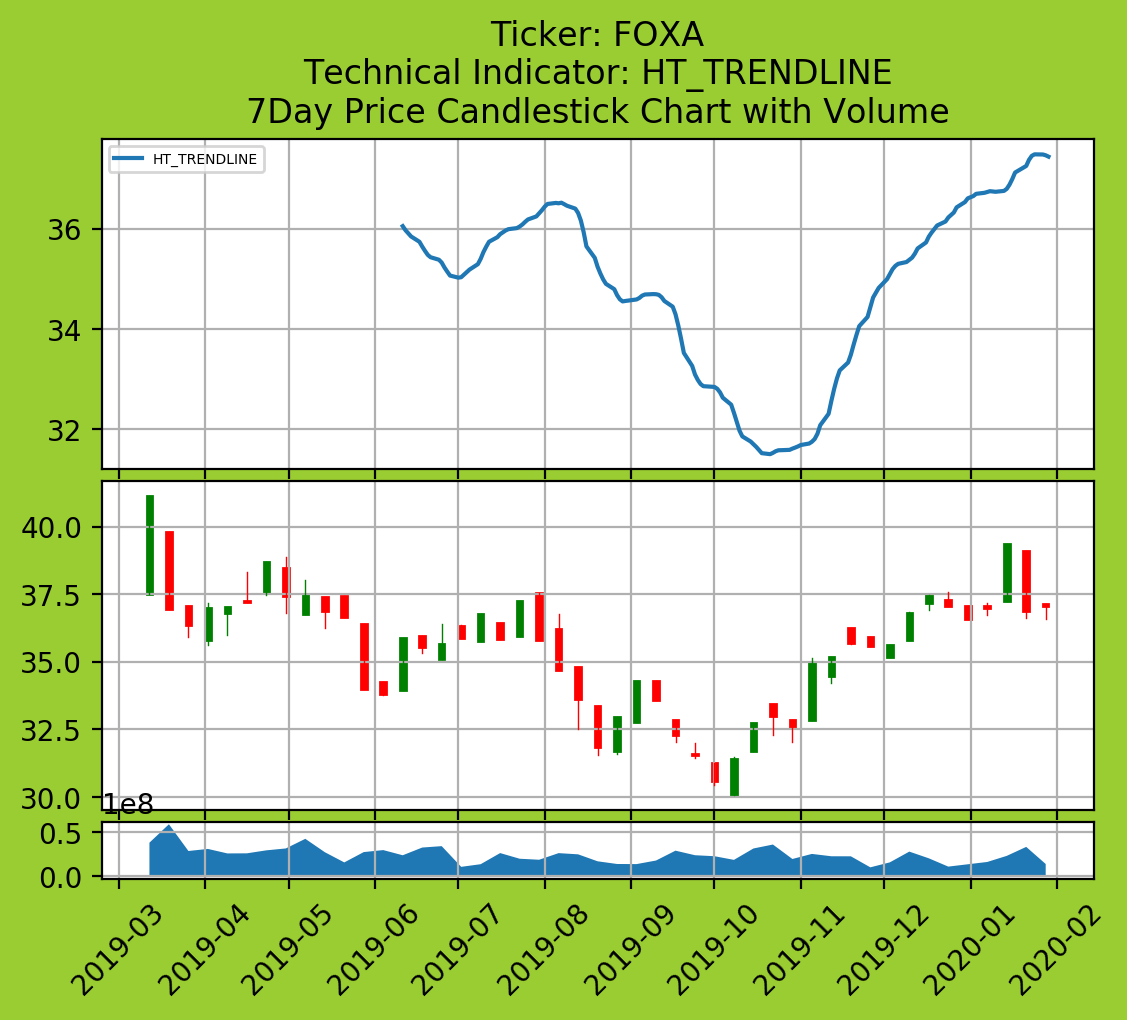 Ticker: FOXA
Technical Indicator: HT_TRENDLINE
7Day Price Candlestick Chart with Volume
HT_TRENDLINE
36
34
32
40.0
37.5
35.0
32.5
30.0
1e8
0.5
0.0
2019-03 2019-04 2019-05 2019-06 2019-07 2019-08 2019-09 2019-10 2019-11 2019-12 2020-01 2020-02